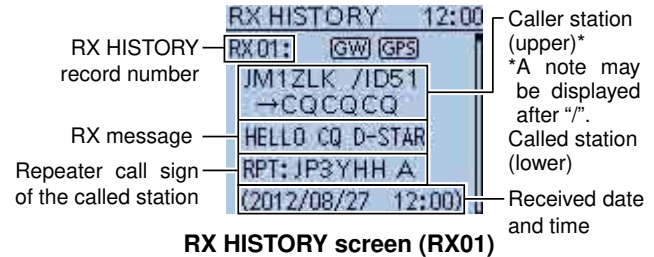 RX HISTORY 12:00
RX01: GW GPS
JM1ZLK /ID51
→CQCQCQ
HELLO CQ D-STAR
RPT:JP3YHH A
(2012/08/27 12:00)
RX HISTORY
record number
RX message
Repeater call sign
of the called station
Caller station
(upper)*
*A note may
be displayed
after “/”.
Called station
(lower)
Received date
and time
RX HISTORY screen (RX01)